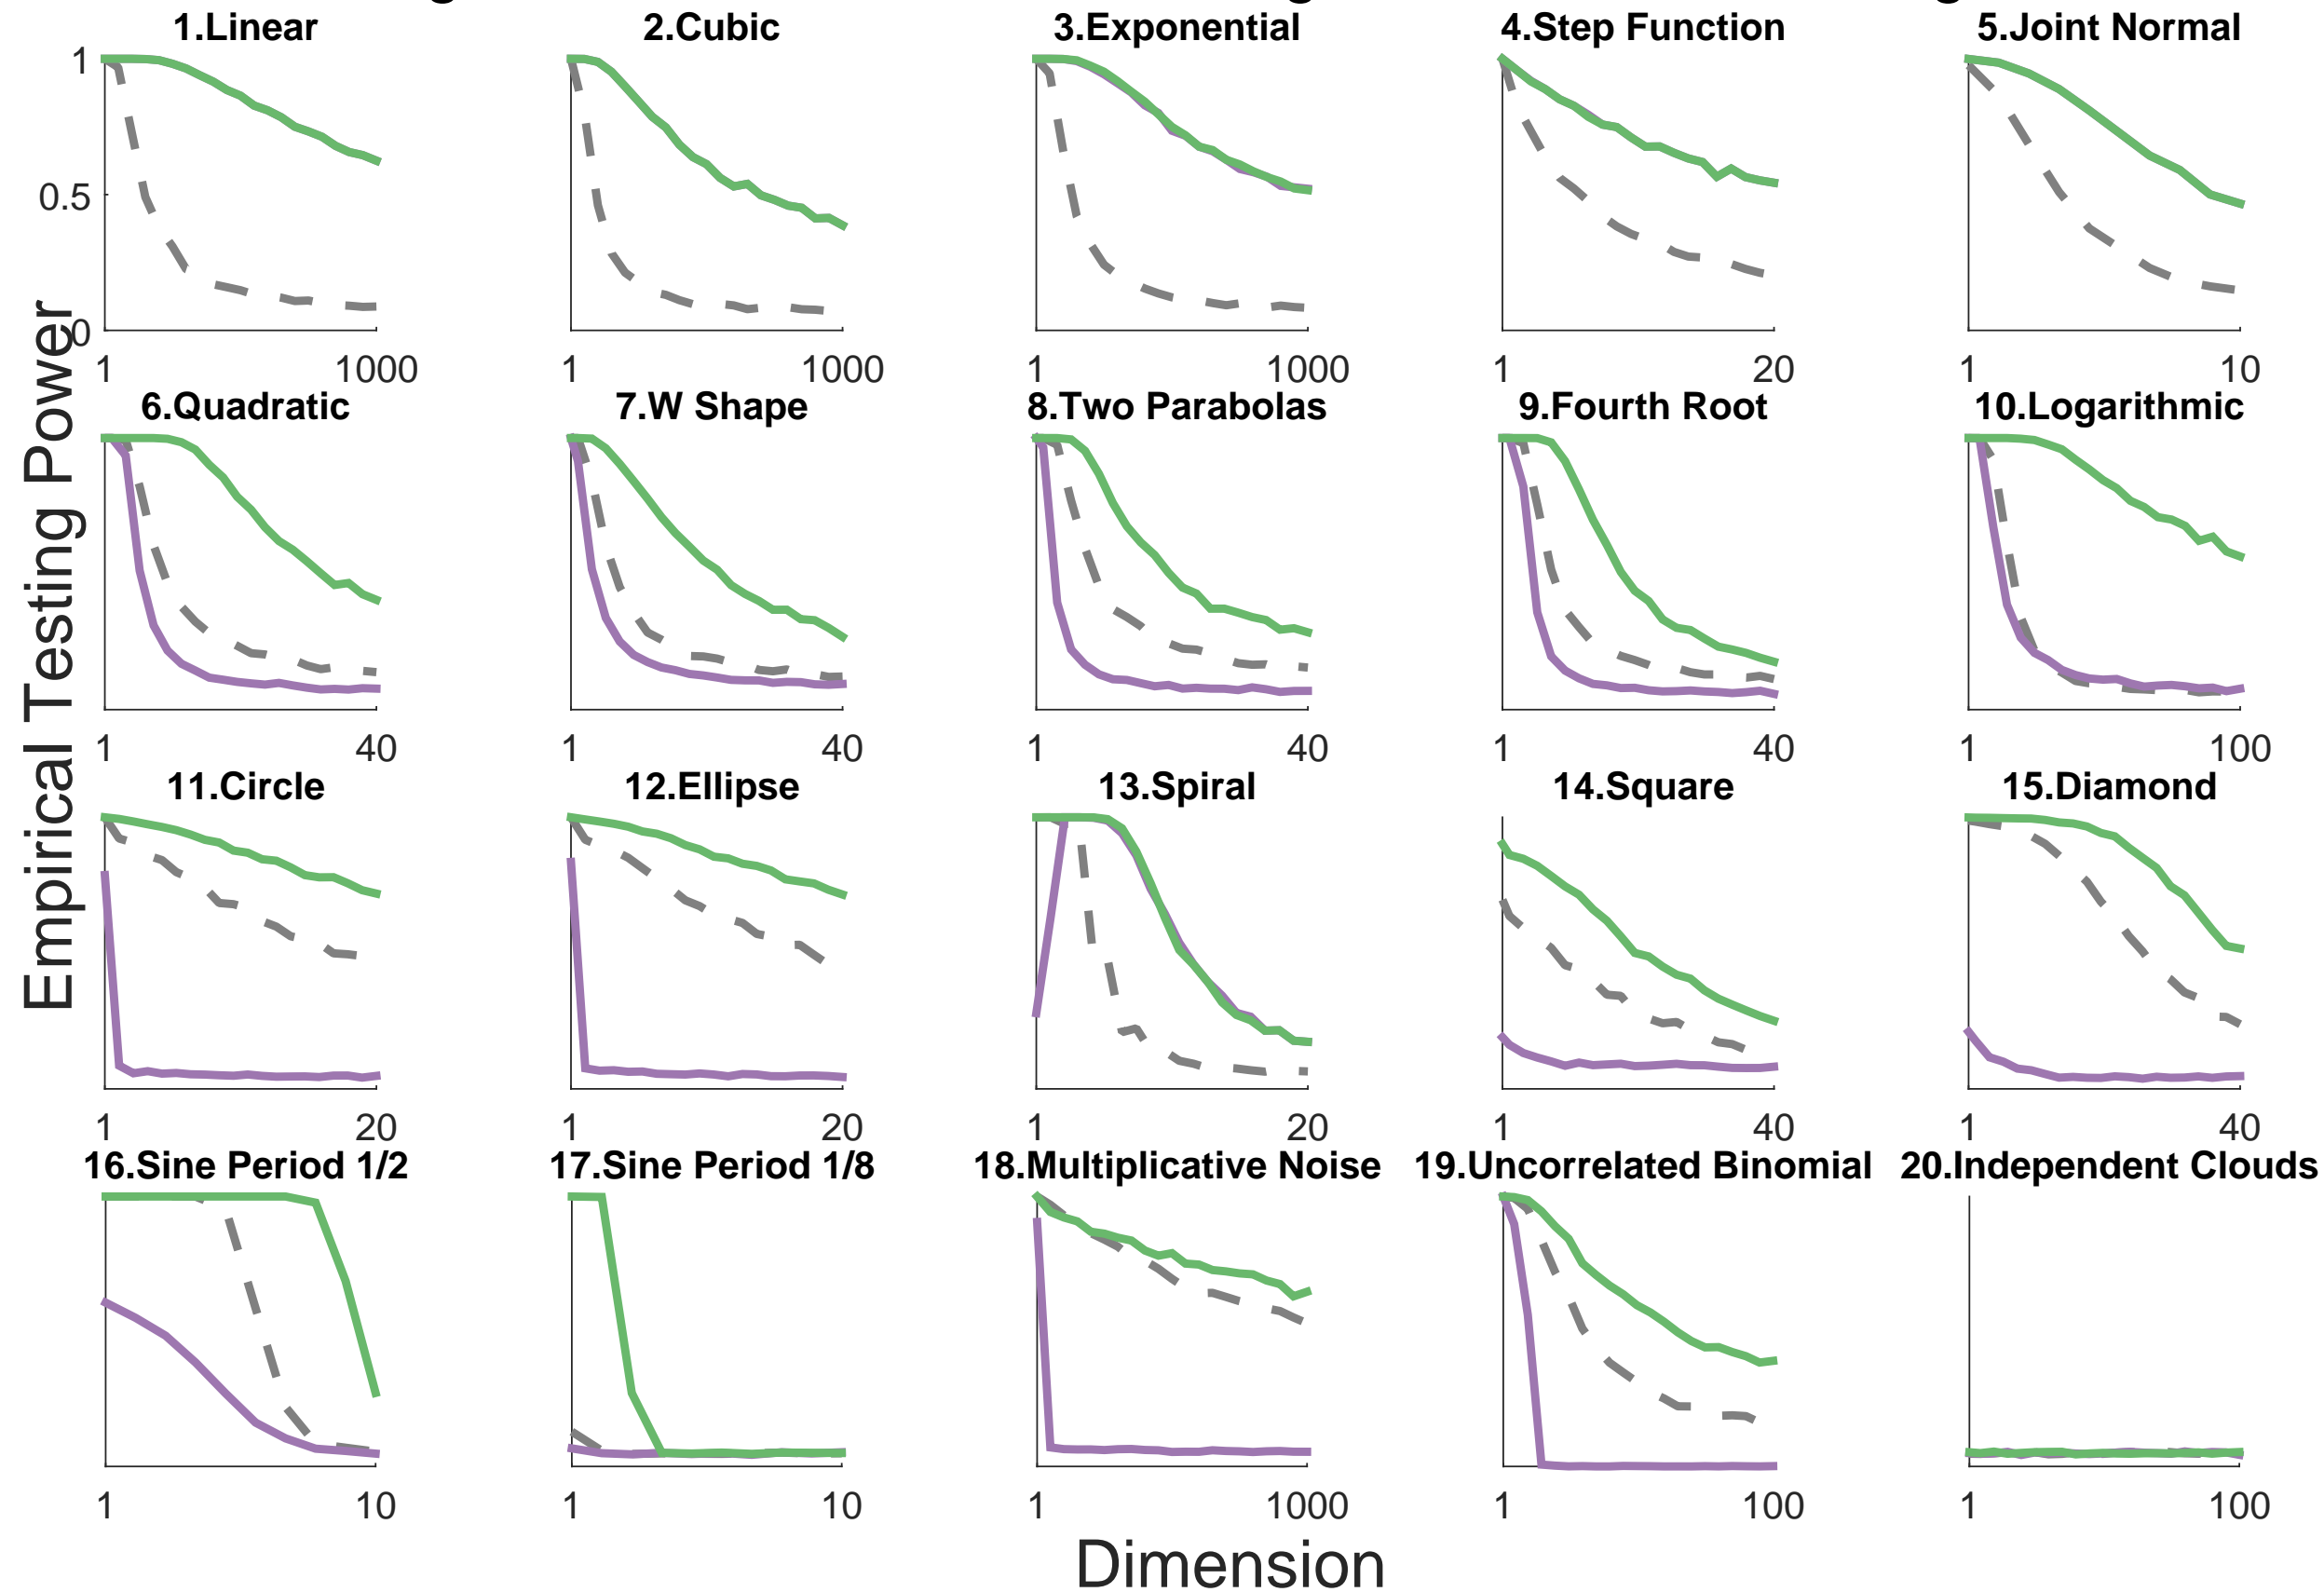 1.Linear
2.Cubic
3.Exponential
4.Step Function
5.Joint Normal
1
0.5
0
1 1000
1 1000
1 1000
1 20
1 10
6.Quadratic
7.W Shape
8.Two Parabolas
9.Fourth Root
10.Logarithmic
1 40
1 40
1 40
1 40
1 100
Empirical Testing Power
11.Circle
12.Ellipse
13.Spiral
14.Square
15.Diamond
1 20
1 20
1 20
1 40
1 40
16.Sine Period 1/2
17.Sine Period 1/8
18.Multiplicative Noise
19.Uncorrelated Binomial
20.Independent Clouds
1 10
1 10
1 1000
1 100
1 100
Dimension